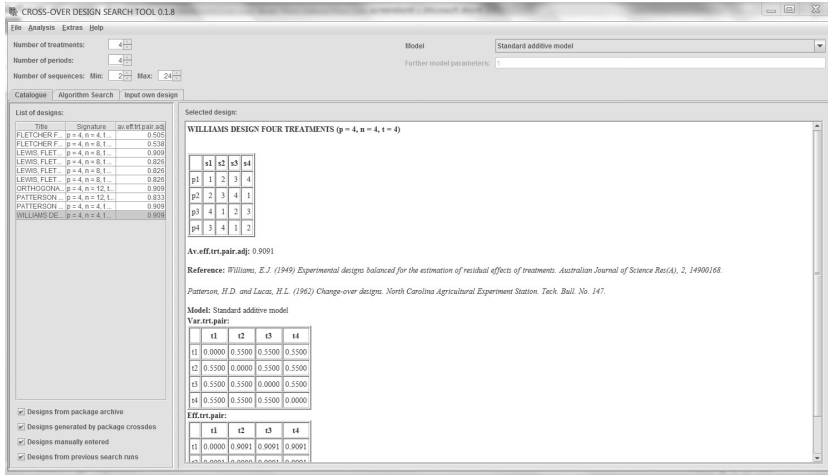 CROSS-OVER DESIGN SEARCH TOOL 0.1.8
File Analysis Extras Help
Number of treatments: 4
Number of periods: 4
Number of sequences: Min: 2 Max: 24
Model Standard additive model
Further model parameters: 1
Catalogue Algorithm Search Input own design
List of designs:
Title Signature av.eff.trt.pair.adj
FLETCHER F... p = 4, n = 4, t ... 0.505
FLETCHER F... p = 4, n = 8, t ... 0.538
LEWIS, FLET... p = 4, n = 8, t ... 0.909
LEWIS, FLET... p = 4, n = 8, t ... 0.826
LEWIS, FLET... p = 4, n = 8, t ... 0.826
LEWIS, FLET... p = 4, n = 8, t ... 0.826
ORTHOGONA... p = 4, n = 12, t... 0.909
PATTERSON ... p = 4, n = 12, t... 0.833
PATTERSON ... p = 4, n = 4, t ... 0.909
WILLIAMS DE... p = 4, n = 4, t ... 0.909
Designs from package archive
Designs generated by package crossdes
Designs manually entered
Designs from previous search runs
Selected design:
WILLIAMS DESIGN FOUR TREATMENTS (p = 4, n = 4, t = 4)
s1 s2 s3 s4
p1 1 2 3 4
p2 2 3 4 1
p3 4 1 2 3
p4 3 4 1 2
Av.eff.trt.pair.adj: 0.9091
Reference: Williams, E.J. (1949) Experimental designs balanced for the estimation of residual effects of treatments. Australian Journal of Science Res(A), 2, 14900168.
Patterson, H.D. and Lucas, H.L. (1962) Change-over designs. North Carolina Agricultural Experiment Station. Tech. Bull. No. 147.
Model: Standard additive model
Var.trt.pair:
t1 t2 t3 t4
t1 0.0000 0.5500 0.5500 0.5500
t2 0.5500 0.0000 0.5500 0.5500
t3 0.5500 0.5500 0.0000 0.5500
t4 0.5500 0.5500 0.5500 0.0000
Eff.trt.pair:
t1 t2 t3 t4
t1 0.0000 0.9091 0.9091 0.9091